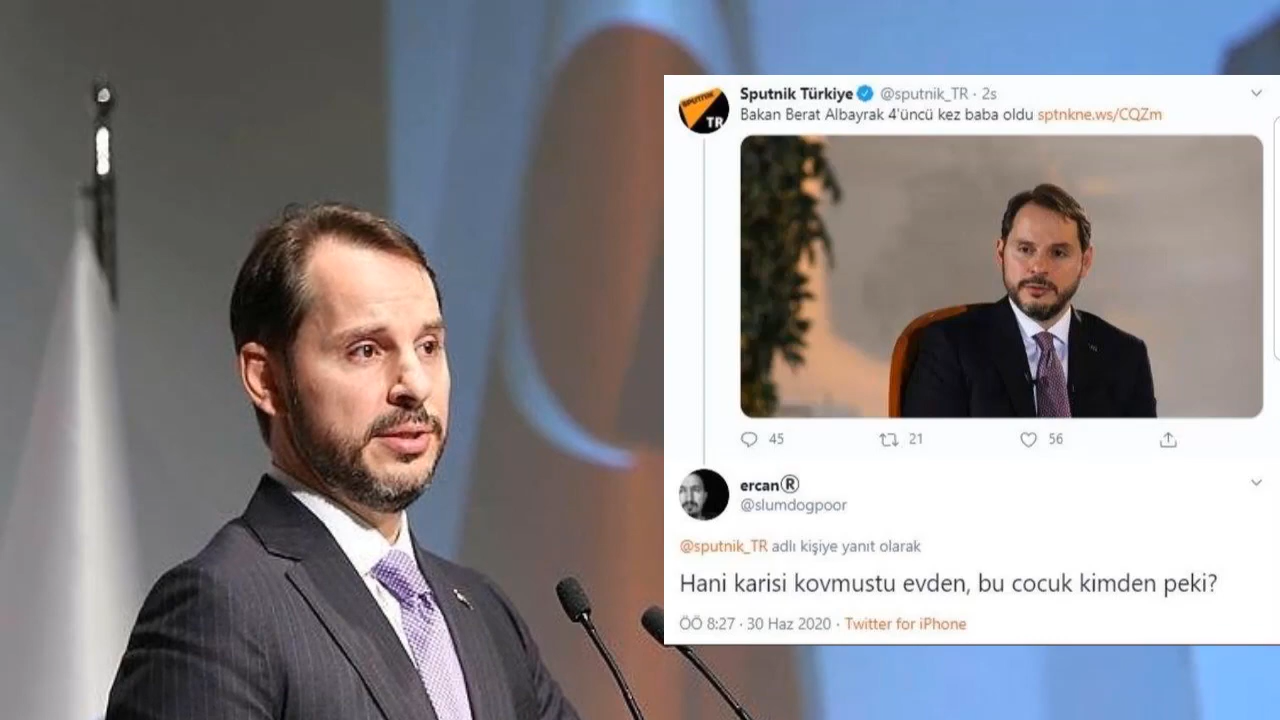 SPUTNIK
TR
Sputnik Türkiye @sputnik_TR · 2s
Bakan Berat Albayrak 4'üncü kez baba oldu sptnkne.ws/CQZm
45 21 56
ercan®
@slumdogpoor
@sputnik_TR adlı kişiye yanıt olarak
Hani karisi kovmustu evden, bu cocuk kimden peki?
ÖÖ 8:27 · 30 Haz 2020 · Twitter for iPhone